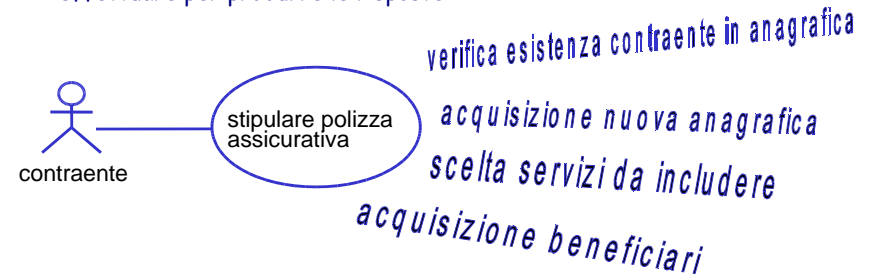 verifica esistenza contraente in anagrafica
stipulare polizza
assicurativa
acquisizione nuova anagrafica
contraente
scelta servizi da includere
acquisizione beneficiari